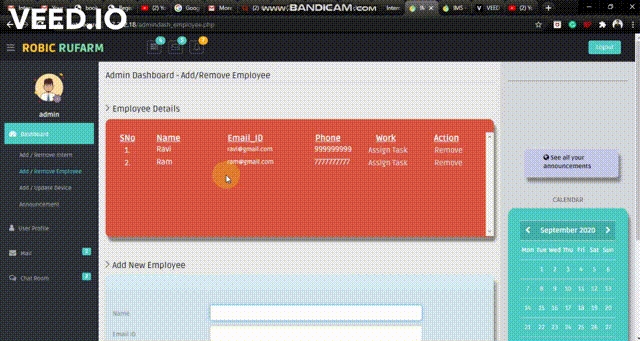 VEED.IO
WWW.BANDICAM.COM
admindash_employee.php
ROBIC RUFARM
Logout
admin
Dashboard
Add / Remove Intern
Add / Remove Employee
Add / Update Device
Announcement
User Profile
Mail
Chat Room
Admin Dashboard - Add/Remove Employee
Employee Details
SNo Name Email_ID Phone Work Action
1. Ravi ravi@gmail.com 999999999 Assign Task Remove
2. Ram ram@gmail.com 7777777777 Assign Task Remove
Add New Employee
Name
Email ID
See all your
announcements
CALENDAR
September 2020
Mon Tue Wed Thu Fri Sat Sun
1 2 3 4 5 6
7 8 9 10 11 12 13
14 15 16 17 18 19 20
21 22 23 24 25 26 27